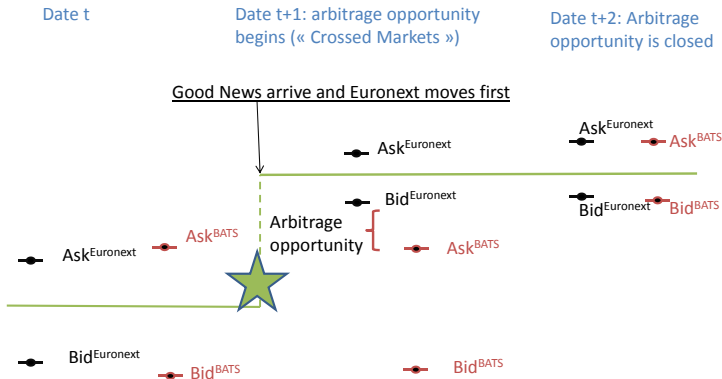 Date t
Date t+1: arbitrage opportunity
begins (« Crossed Markets »)
Date t+2: Arbitrage
opportunity is closed
Good News arrive and Euronext moves first
Ask^Euronext
Ask^Euronext
Ask^BATS
Bid^Euronext
Bid^Euronext
Bid^BATS
Arbitrage
opportunity
Ask^BATS
Ask^BATS
Ask^Euronext
Bid^Euronext
Bid^BATS
Bid^BATS